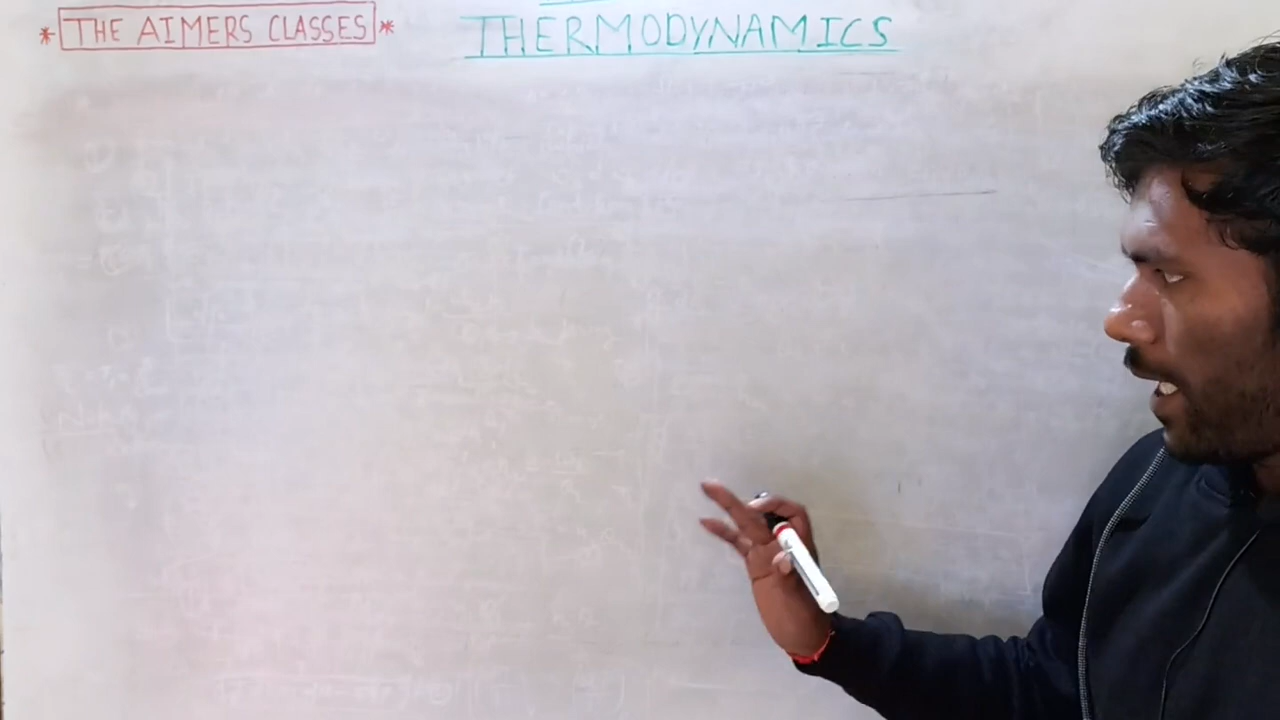 * THE AIMERS CLASSES *
THERMODYNAMICS